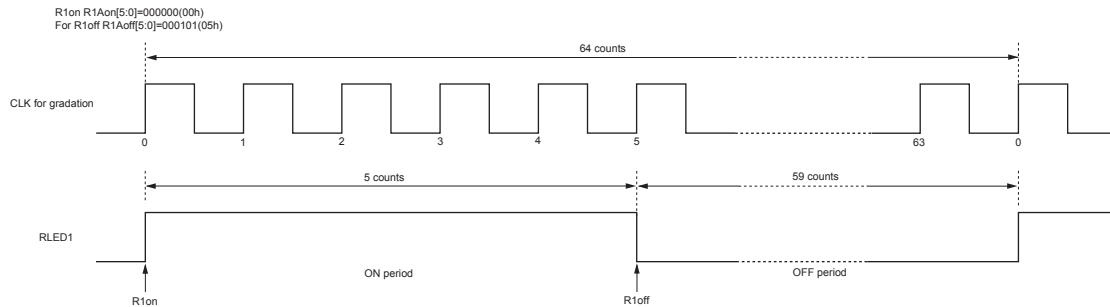 R1on R1Aon[5:0]=000000(00h)
For R1off R1Aoff[5:0]=000101(05h)
64 counts
CLK for gradation
0 1 2 3 4 5 63 0
5 counts 59 counts
RLED1
ON period OFF period
R1on R1off